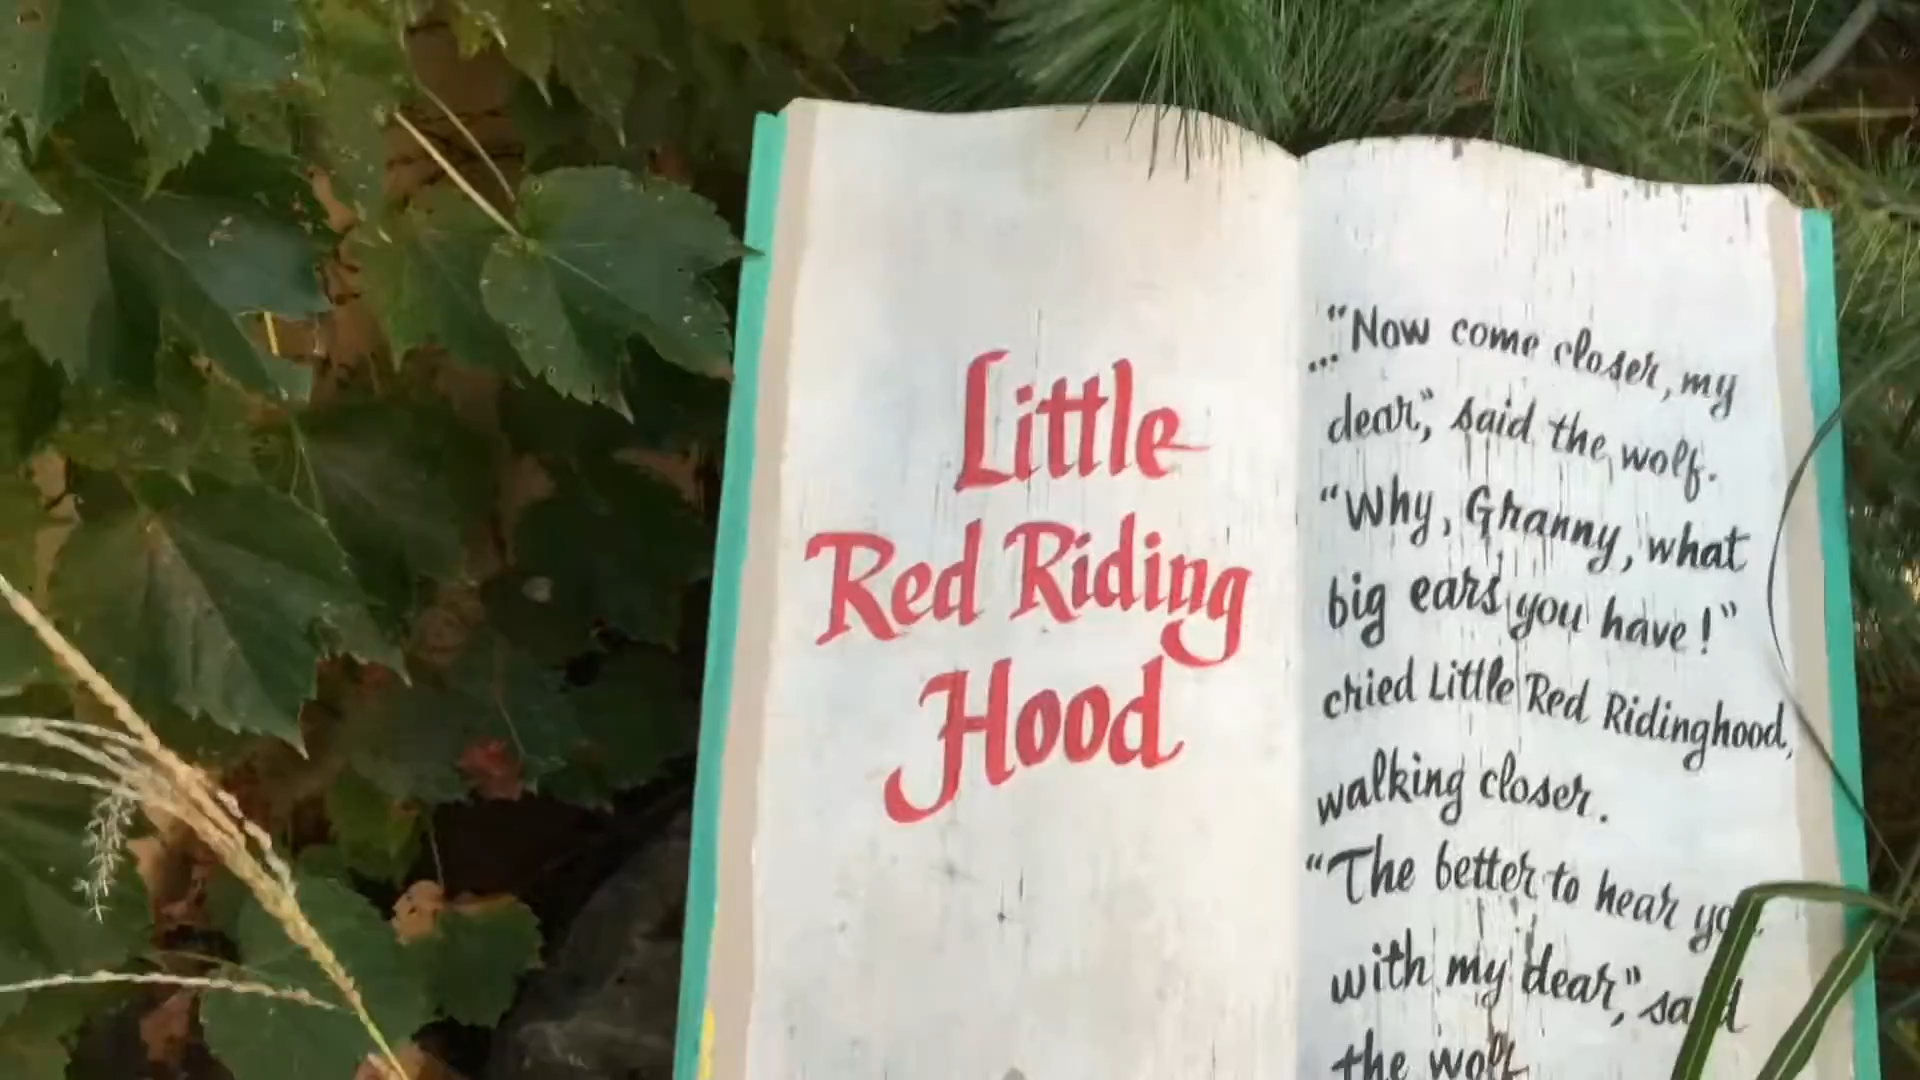 Little
Red Riding
Hood
..."Now come closer, my
dear," said the wolf.
"Why, Granny, what
big ears you have!"
cried Little Red Ridinghood,
walking closer.
"The better to hear
with my dear," said
the wolf